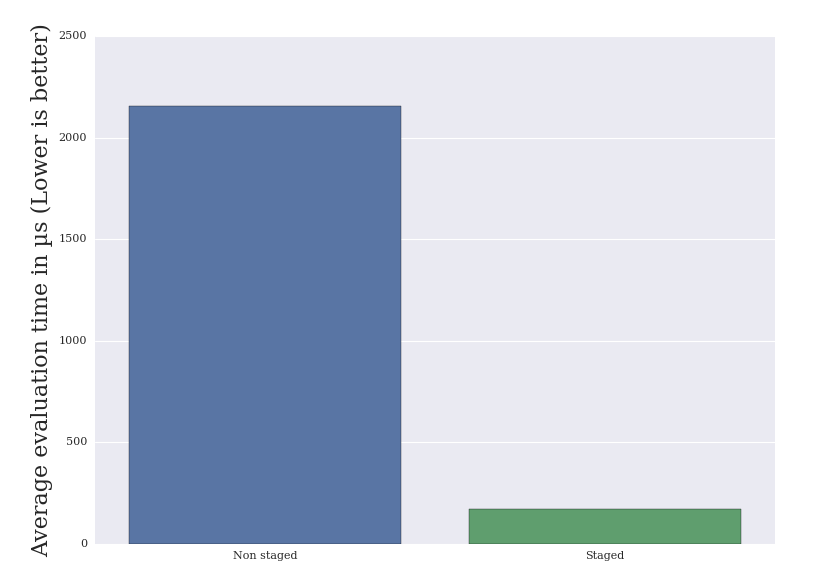 Average evaluation time in µs (Lower is better)
2500
2000
1500
1000
500
0
Non staged
Staged